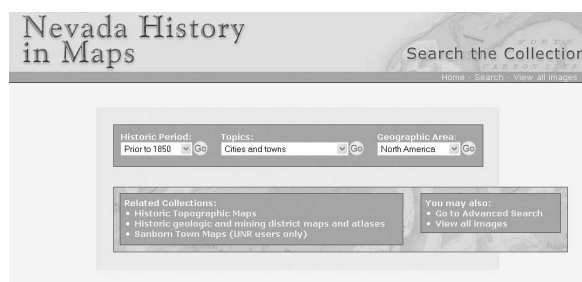 Nevada History
in Maps
Search the Collection
Home · Search · View all images
Historic Period: Topics: Geographic Area:
Prior to 1850 Go Cities and towns Go North America Go
Related Collections:
• Historic Topographic Maps
• Historic geologic and mining district maps and atlases
• Sanborn Town Maps (UNR users only)
You may also:
• Go to Advanced Search
• View all images